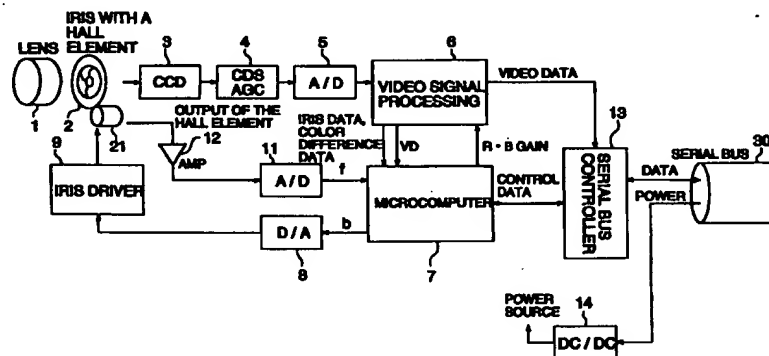 IRIS WITH A
HALL
ELEMENT
LENS
1
2
21
3
CCD
4
CDS
AGC
5
A/D
6
VIDEO SIGNAL
PROCESSING
VIDEO DATA
OUTPUT OF THE
HALL ELEMENT
12
AMP
IRIS DATA,
COLOR
DIFFERENCE
DATA
VD
R・B GAIN
9
IRIS DRIVER
11
A/D
f
MICROCOMPUTER
7
CONTROL
DATA
13
SERIAL BUS
CONTROLLER
SERIAL BUS
30
DATA
POWER
D/A
8
b
POWER
SOURCE
14
DC/DC